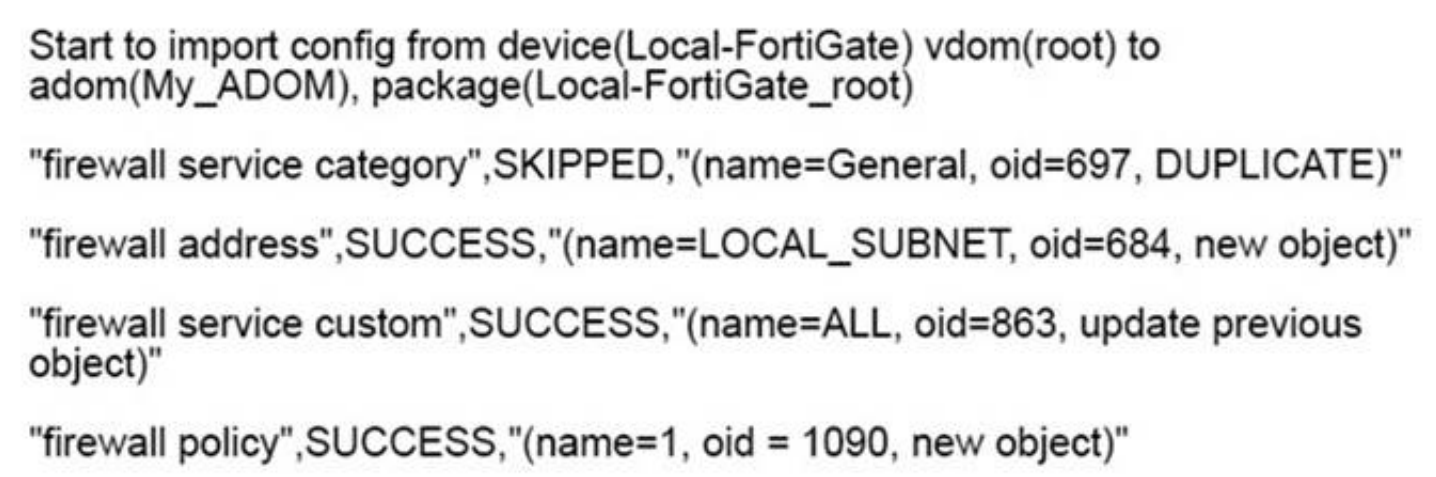 Start to import config from device(Local-FortiGate) vdom(root) to
adom(My_ADOM), package(Local-FortiGate_root)
"firewall service category",SKIPPED,"(name=General, oid=697, DUPLICATE)"
"firewall address",SUCCESS,"(name=LOCAL_SUBNET, oid=684, new object)"
"firewall service custom",SUCCESS,"(name=ALL, oid=863, update previous
object)"
"firewall policy",SUCCESS,"(name=1, oid = 1090, new object)"